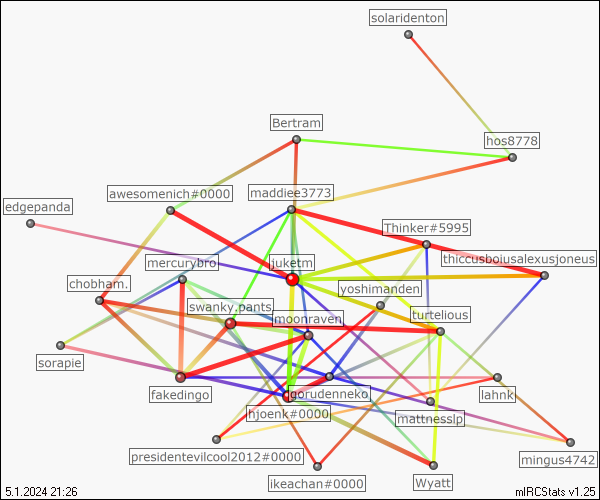 solaridenton
Bertram
hos8778
awesomenich#0000
maddiee3773
edgepanda
Thinker#5995
mercurybro
juketm
thiccusboiusalexusjoneus
chobham.
yoshimanden
swanky.pants
moonraven
turtelious
sorapie
fakedingo
gorudenneko
lahnk
hjoenk#0000
mattnesslp
presidentevilcool2012#0000
mingus4742
ikeachan#0000
Wyatt
5.1.2024 21:26
mIRCStats v1.25